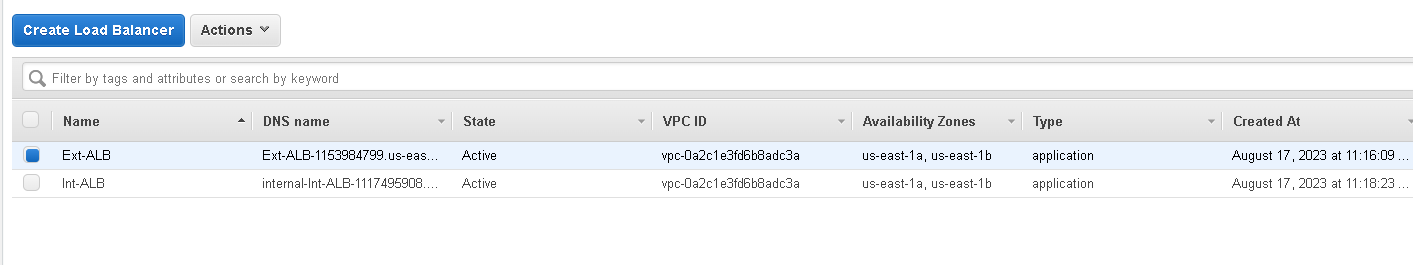 Create Load Balancer Actions
Filter by tags and attributes or search by keyword
Name DNS name State VPC ID Availability Zones Type Created At
Ext-ALB Ext-ALB-1153984799.us-eas... Active vpc-0a2c1e3fd6b8adc3a us-east-1a, us-east-1b application August 17, 2023 at 11:16:09 ...
Int-ALB internal-Int-ALB-1117495908.... Active vpc-0a2c1e3fd6b8adc3a us-east-1a, us-east-1b application August 17, 2023 at 11:18:23 ...